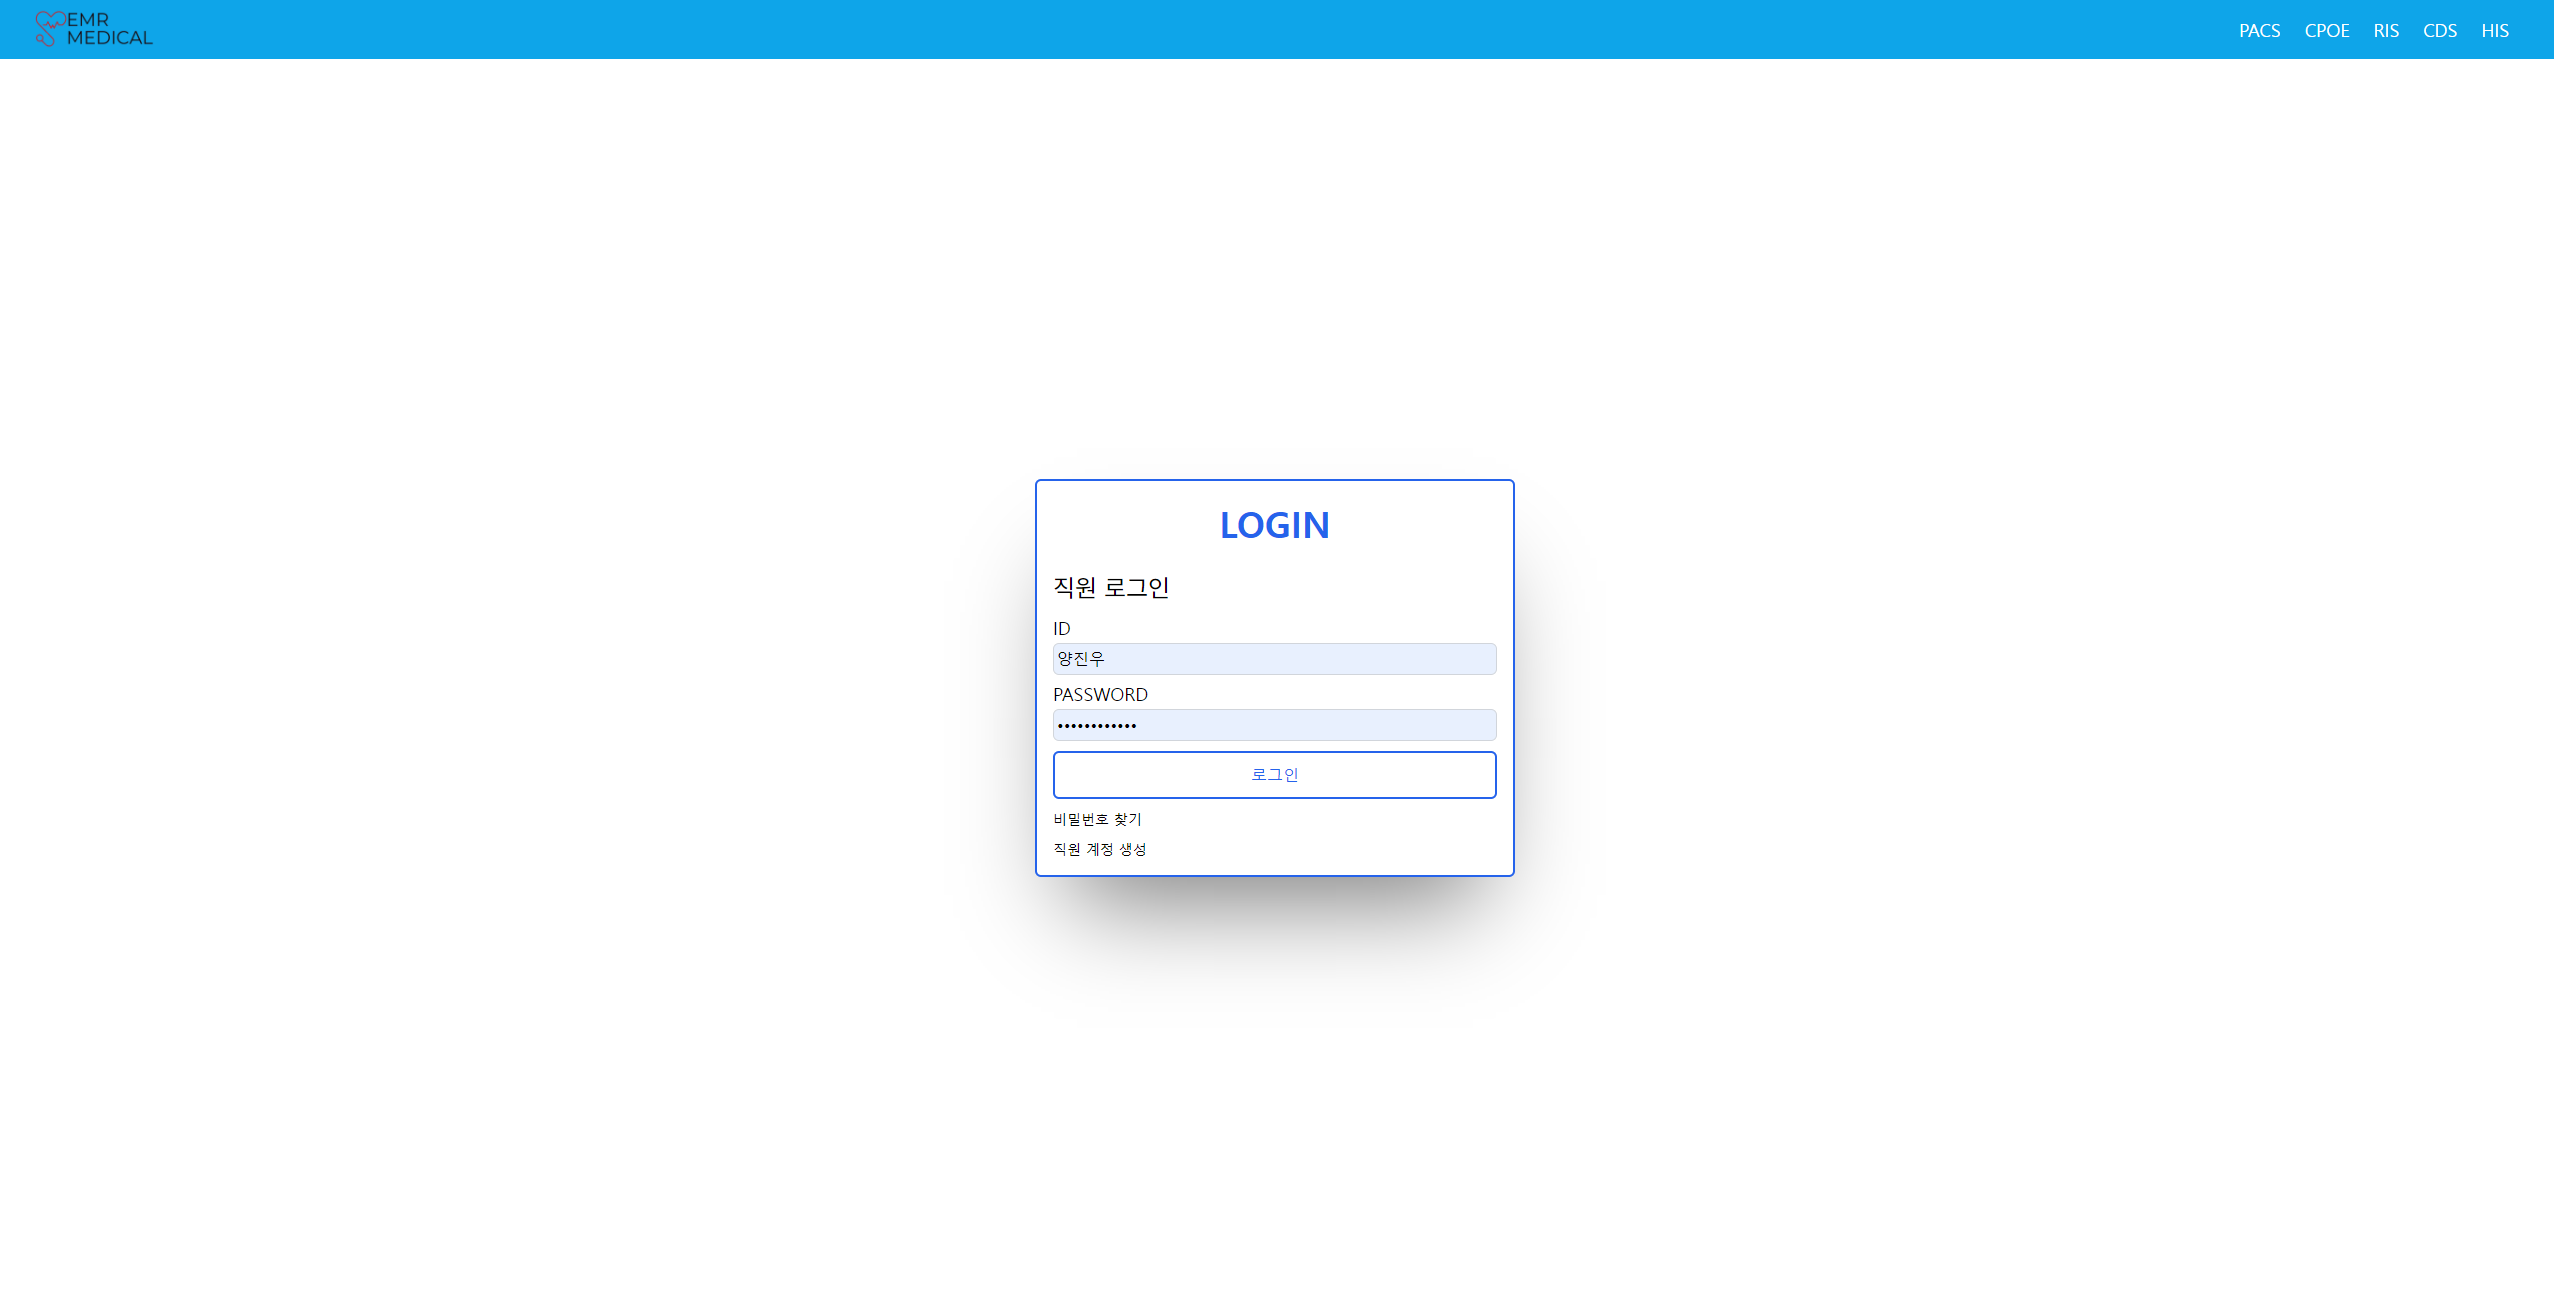 EMR
MEDICAL
PACS CPOE RIS CDS HIS
LOGIN
직원 로그인
ID
양진우
PASSWORD
••••••••••••
로그인
비밀번호 찾기
직원 계정 생성